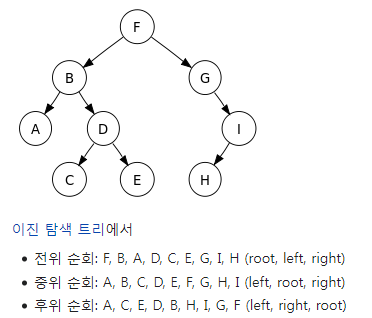 F
B
G
A
D
I
C
E
H
이진 탐색 트리에서
• 전위 순회: F, B, A, D, C, E, G, I, H (root, left, right)
• 중위 순회: A, B, C, D, E, F, G, H, I (left, root, right)
• 후위 순회: A, C, E, D, B, H, I, G, F (left, right, root)